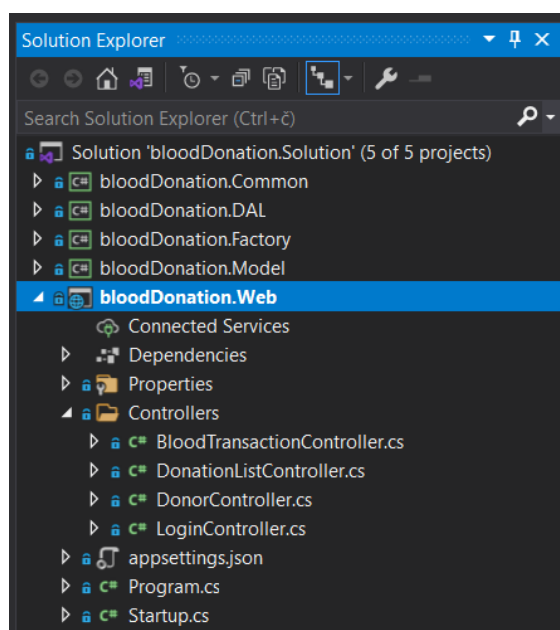 Solution Explorer
Search Solution Explorer (Ctrl+č)
Solution 'bloodDonation.Solution' (5 of 5 projects)
C# bloodDonation.Common
C# bloodDonation.DAL
C# bloodDonation.Factory
C# bloodDonation.Model
bloodDonation.Web
Connected Services
Dependencies
Properties
Controllers
C# BloodTransactionController.cs
C# DonationListController.cs
C# DonorController.cs
C# LoginController.cs
appsettings.json
C# Program.cs
C# Startup.cs